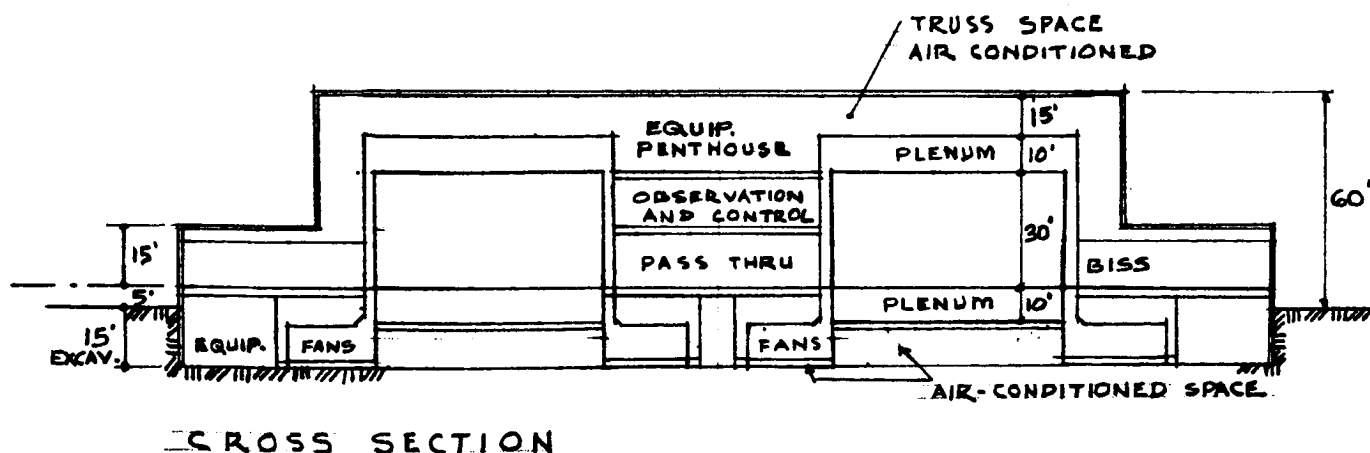 TRUSS SPACE
AIR CONDITIONED
15'
EQUIP.
PENTHOUSE
PLENUM
10'
60'
OBSERVATION
AND CONTROL
30'
15'
PASS THRU
BISS
5'
PLENUM
10'
15'
EXCAV.
EQUIP.
FANS
FANS
AIR-CONDITIONED SPACE
CROSS SECTION